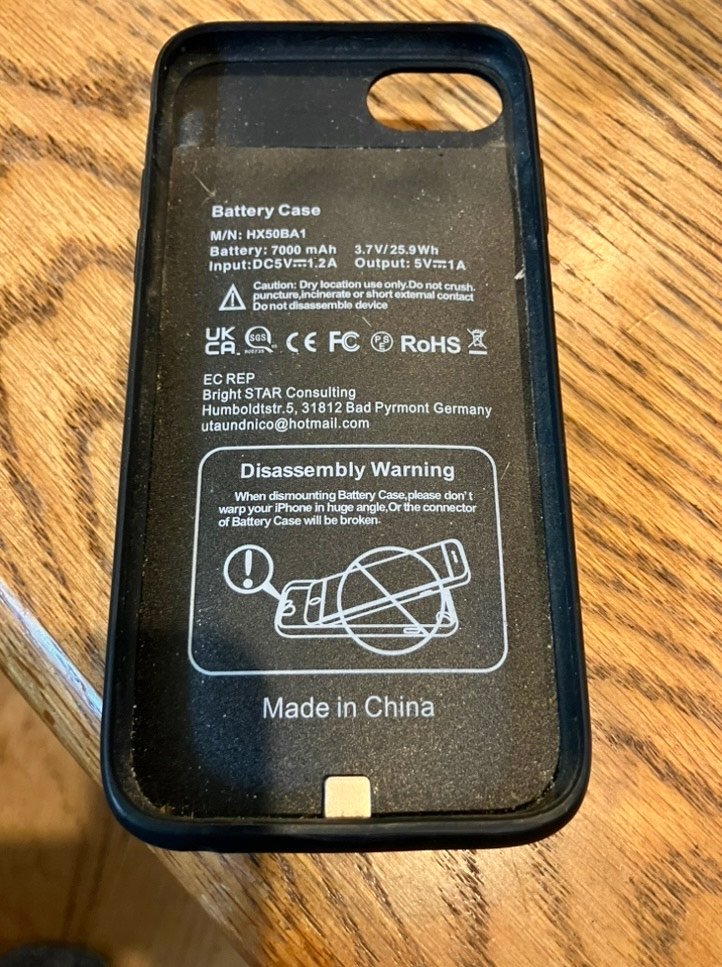 Battery Case
M/N: HX50BA1
Battery: 7000 mAh 3.7V/25.9Wh
Input:DC5V⎓1.2A Output: 5V⎓1A
Caution: Dry location use only.Do not crush.
puncture,incinerate or short external contact
Do not disassemble device
UK
CA SGS CE FC PSE RoHS
EC REP
Bright STAR Consulting
Humboldtstr.5, 31812 Bad Pyrmont Germany
utaundnico@hotmail.com
Disassembly Warning
When dismounting Battery Case,please don't
warp your iPhone in huge angle,Or the connector
of Battery Case will be broken.
!
Made in China